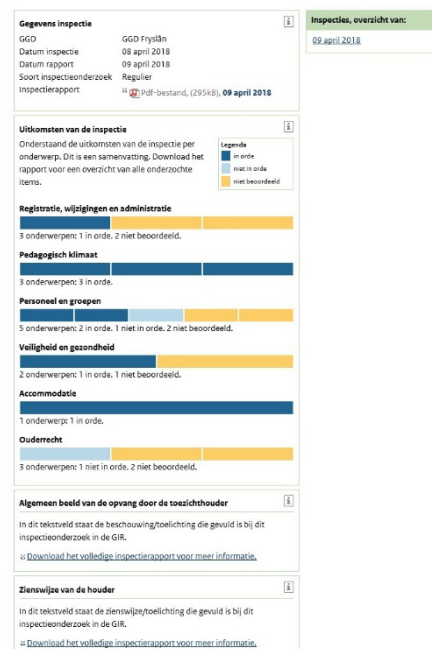 Gegevens inspectie
GGD GGD Fryslân
Datum inspectie 08 april 2018
Datum rapport 09 april 2018
Soort inspectieonderzoek Regulier
Inspectierapport Pdf-bestand, (295kB), 09 april 2018
Inspecties, overzicht van:
09 april 2018
Uitkomsten van de inspectie
Onderstaand de uitkomsten van de inspectie per
onderwerp. Dit is een samenvatting. Download het
rapport voor een overzicht van alle onderzochte
items.
Legenda
in orde
niet in orde
niet beoordeeld
Registratie, wijzigingen en administratie
3 onderwerpen: 1 in orde. 2 niet beoordeeld.
Pedagogisch klimaat
3 onderwerpen: 3 in orde.
Personeel en groepen
5 onderwerpen: 2 in orde. 1 niet in orde. 2 niet beoordeeld.
Veiligheid en gezondheid
2 onderwerpen: 1 in orde. 1 niet beoordeeld.
Accommodatie
1 onderwerp: 1 in orde.
Ouderrecht
3 onderwerpen: 1 niet in orde. 2 niet beoordeeld.
Algemeen beeld van de opvang door de toezichthouder
In dit tekstveld staat de beschouwing/toelichting die gevuld is bij dit
inspectieonderzoek in de GIR.
Download het volledige inspectierapport voor meer informatie.
Zienswijze van de houder
In dit tekstveld staat de zienswijze/toelichting die gevuld is bij dit
inspectieonderzoek in de GIR.
Download het volledige inspectierapport voor meer informatie.